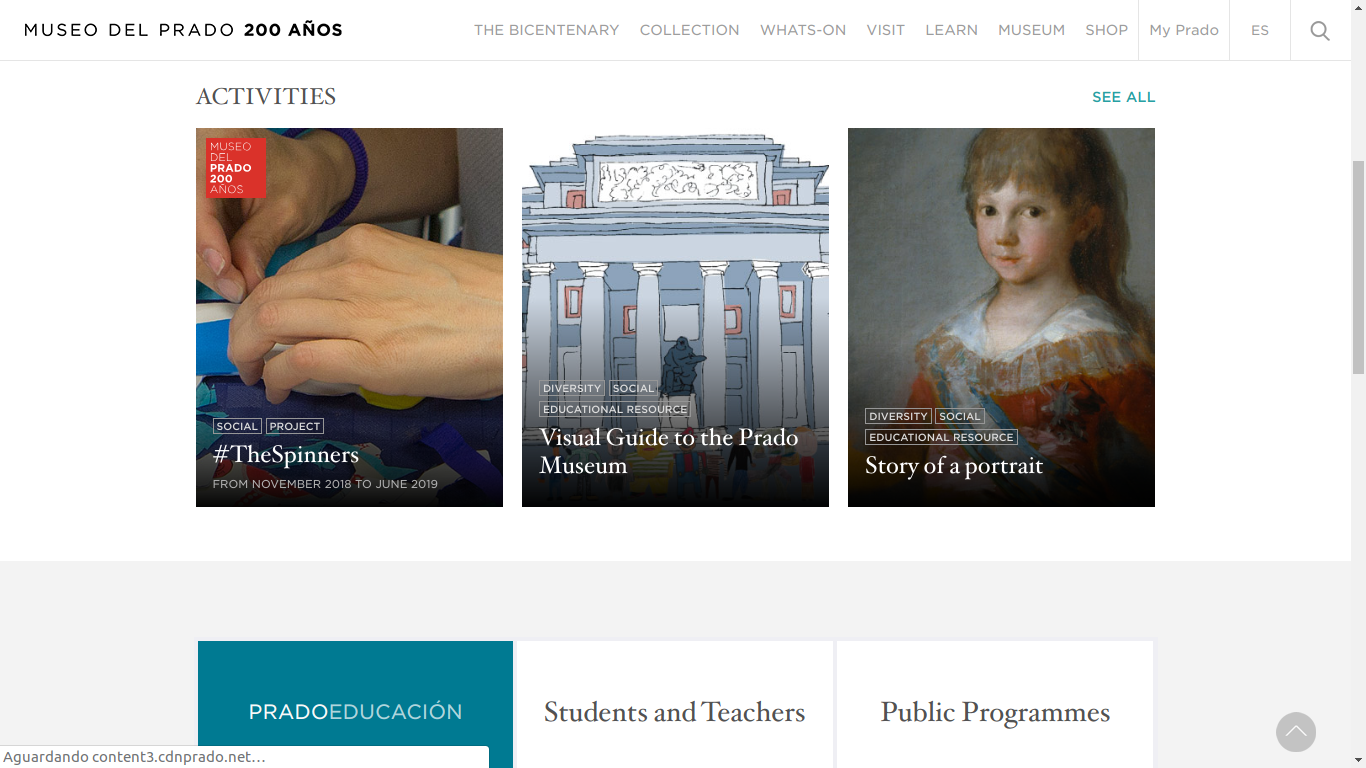 MUSEO DEL PRADO 200 AÑOS
THE BICENTENARY COLLECTION WHATS-ON VISIT LEARN MUSEUM SHOP My Prado ES
ACTIVITIES
SEE ALL
MUSEO
DEL
PRADO
200
AÑOS
SOCIAL PROJECT
#TheSpinners
FROM NOVEMBER 2018 TO JUNE 2019
DIVERSITY SOCIAL
EDUCATIONAL RESOURCE
Visual Guide to the Prado
Museum
DIVERSITY SOCIAL
EDUCATIONAL RESOURCE
Story of a portrait
PRADOEDUCACIÓN
Students and Teachers
Public Programmes
Aguardando content3.cdnprado.net…